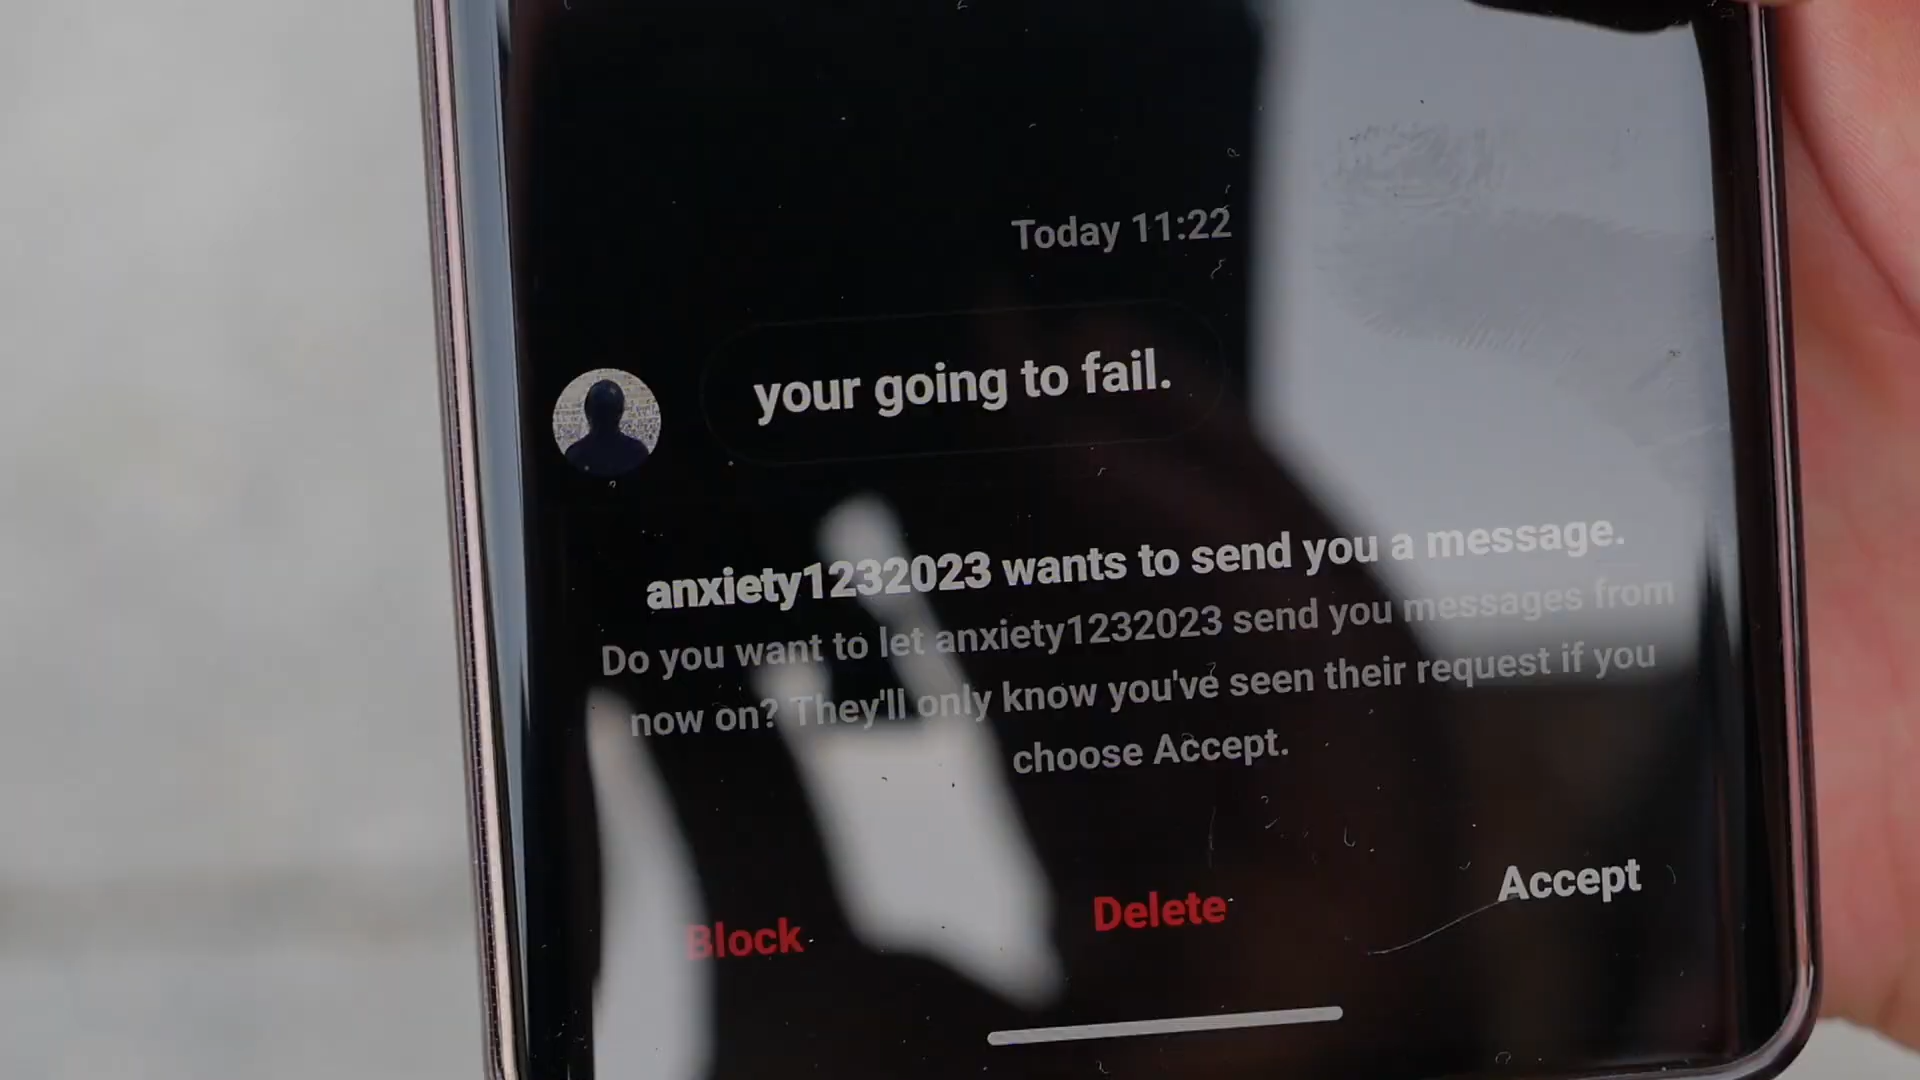 Today 11:22
your going to fail.
anxiety1232023 wants to send you a message.
Do you want to let anxiety1232023 send you messages from
now on? They'll only know you've seen their request if you
choose Accept.
Block
Delete
Accept